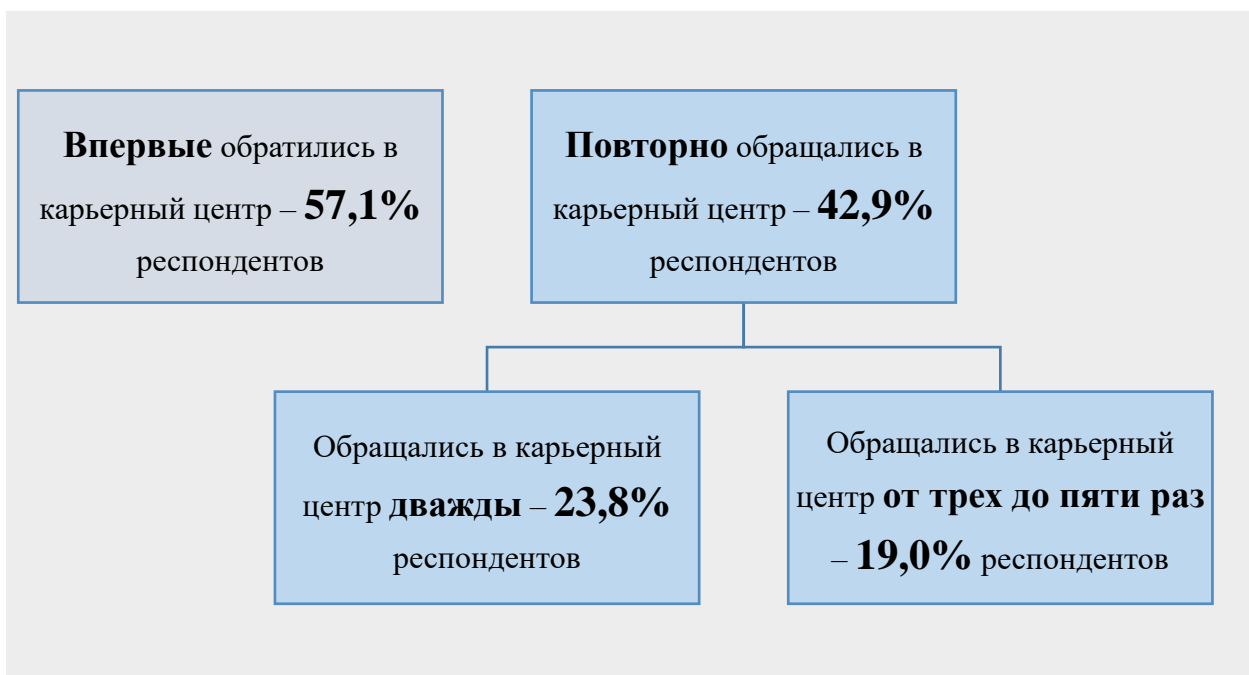 Впервые обратились в
карьерный центр – 57,1%
респондентов
Повторно обращались в
карьерный центр – 42,9%
респондентов
Обращались в карьерный
центр дважды – 23,8%
респондентов
Обращались в карьерный
центр от трех до пяти раз
– 19,0% респондентов